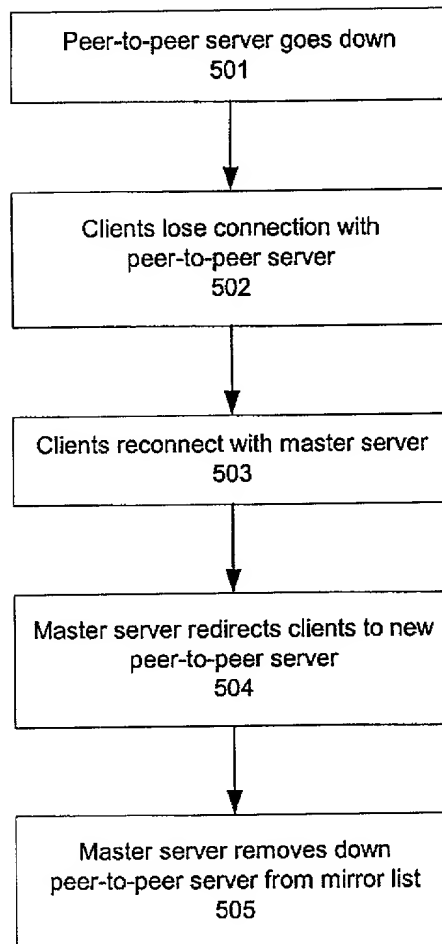 Peer-to-peer server goes down
501
Clients lose connection with
peer-to-peer server
502
Clients reconnect with master server
503
Master server redirects clients to new
peer-to-peer server
504
Master server removes down
peer-to-peer server from mirror list
505